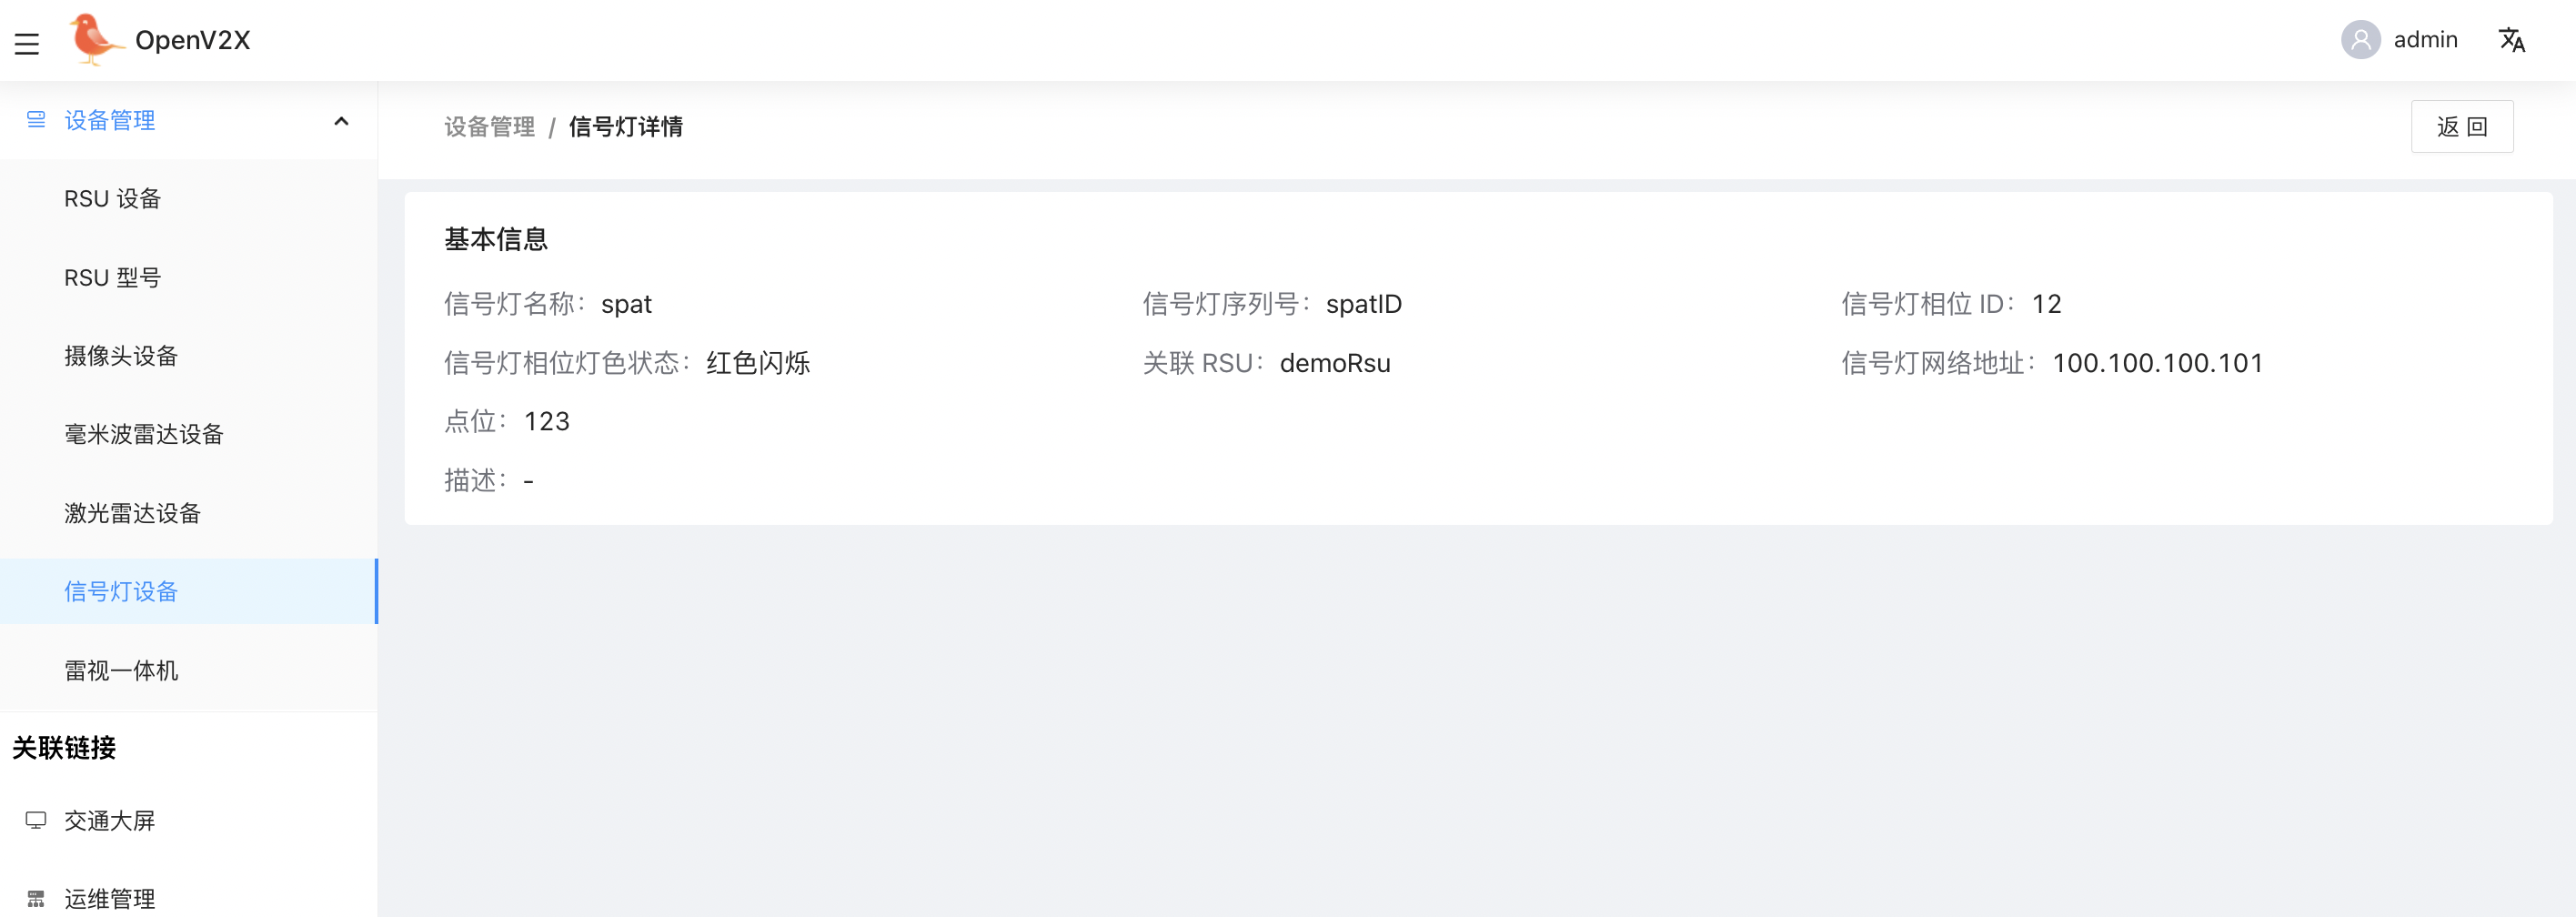 OpenV2X
admin
设备管理
RSU 设备
RSU 型号
摄像头设备
毫米波雷达设备
激光雷达设备
信号灯设备
雷视一体机
关联链接
交通大屏
运维管理
设备管理 / 信号灯详情
返 回
基本信息
信号灯名称： spat
信号灯序列号： spatID
信号灯相位 ID： 12
信号灯相位灯色状态： 红色闪烁
关联 RSU： demoRsu
信号灯网络地址： 100.100.100.101
点位： 123
描述： -